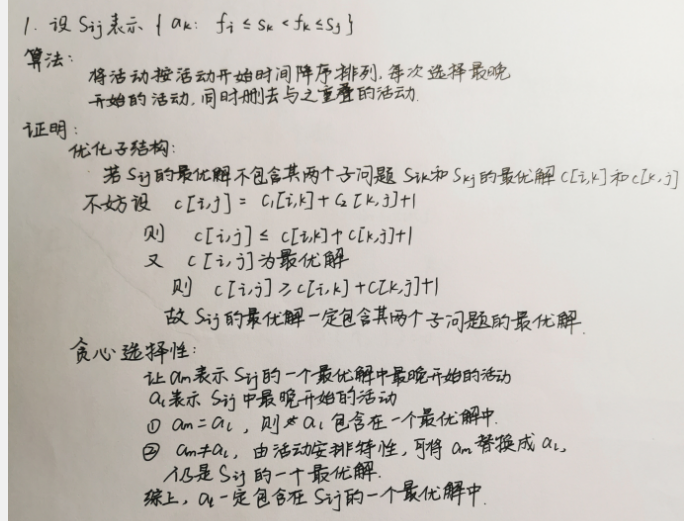 1. 设 Sij 表示 { ak: fi ≤ sk < fk ≤ sj }
算法:
将活动按活动开始时间降序排列, 每次选择最晚
开始的活动, 同时删去与之重叠的活动.
证明:
优化子结构:
若 Sij 的最优解不包含其两个子问题 Sik 和 Skj 的最优解 c[i,k] 和 c[k,j]
不妨设 c[i,j] = c1[i,k] + c2[k,j]+1
则 c[i,j] ≤ c[i,k] + c[k,j]+1
又 c[i,j] 为最优解
则 c[i,j] ≥ c[i,k] + c[k,j]+1
故 Sij 的最优解一定包含其两个子问题的最优解.
贪心选择性:
让 am 表示 Sij 的一个最优解中最晚开始的活动
al 表示 Sij 中最晚开始的活动
① am = al, 则 al 包含在一个最优解中.
② am ≠ al, 由活动安排特性, 可将 am 替换成 al,
仍是 Sij 的一个最优解.
综上, al 一定包含在 Sij 的一个最优解中.